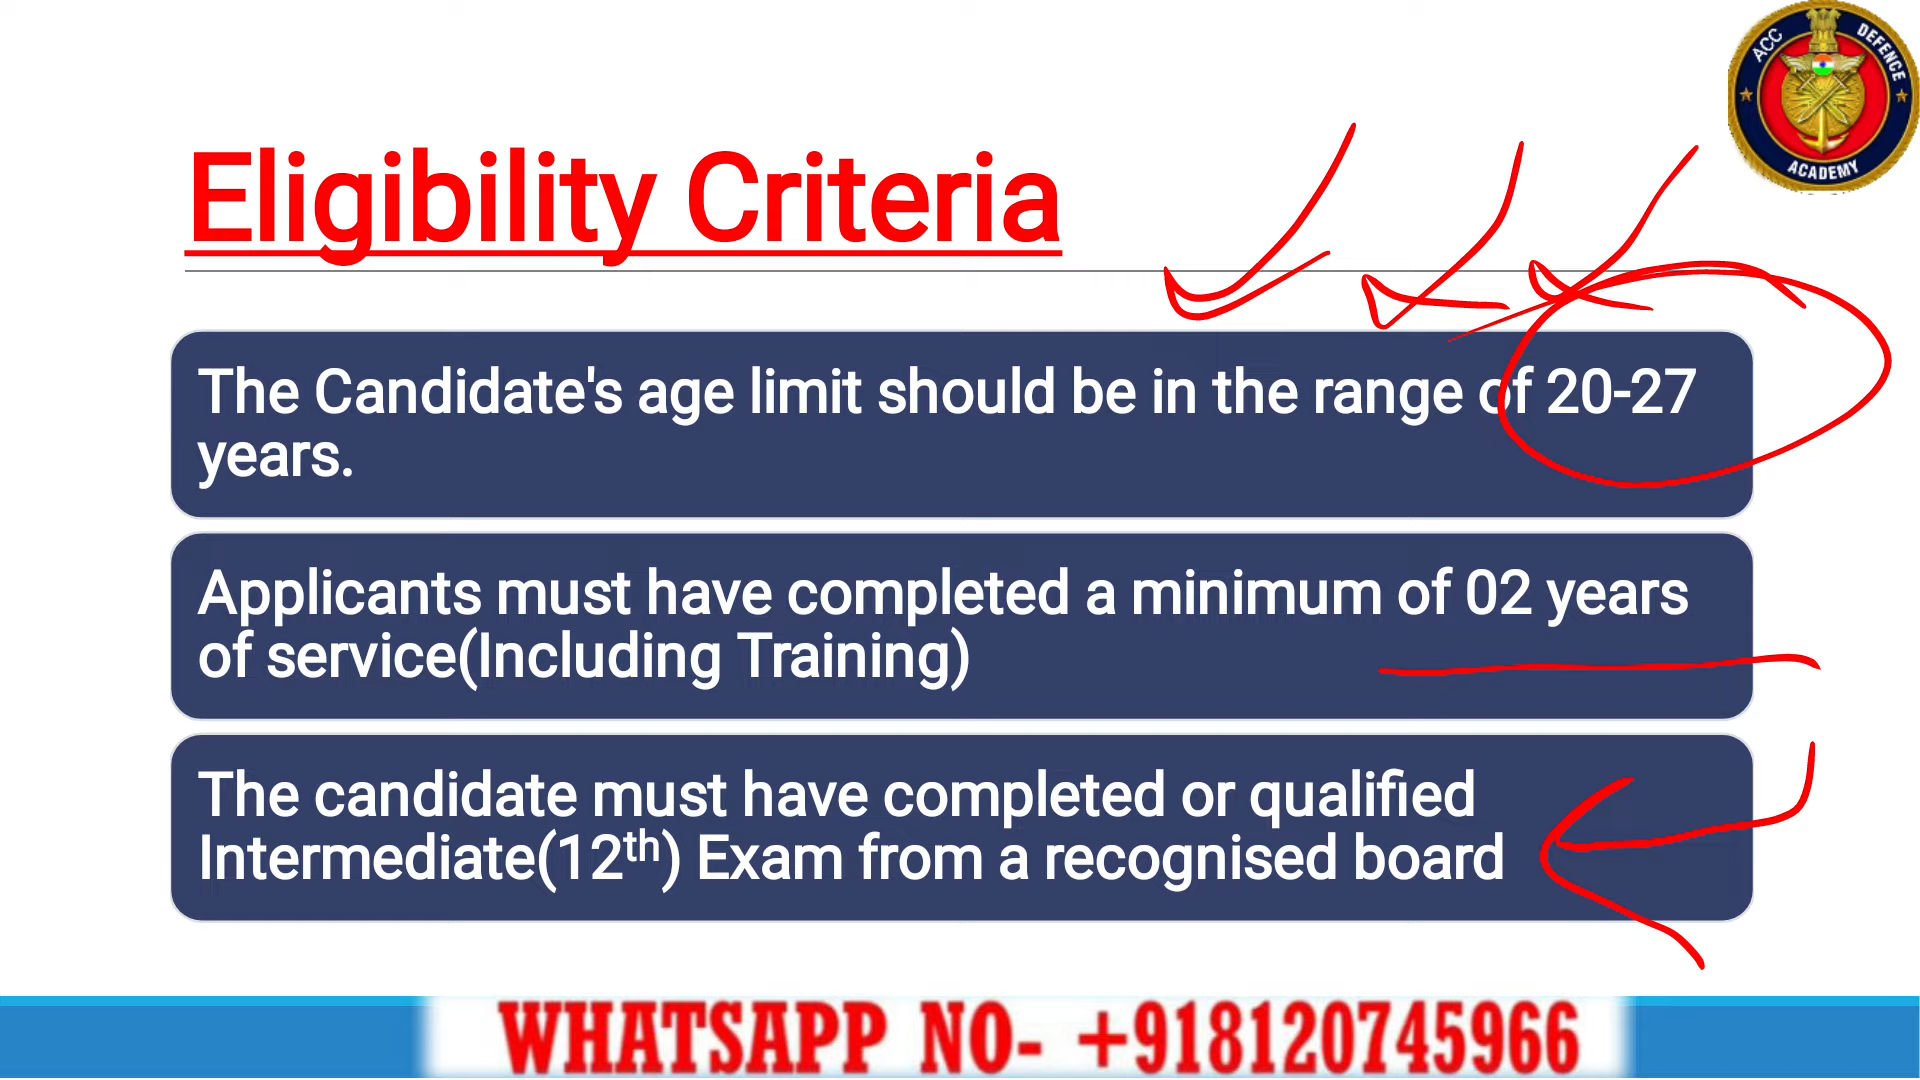 ACC DEFENCE
ACADEMY
Eligibility Criteria
The Candidate's age limit should be in the range of 20-27
years.
Applicants must have completed a minimum of 02 years
of service(Including Training)
The candidate must have completed or qualified
Intermediate(12th) Exam from a recognised board
WHATSAPP NO- +918120745966